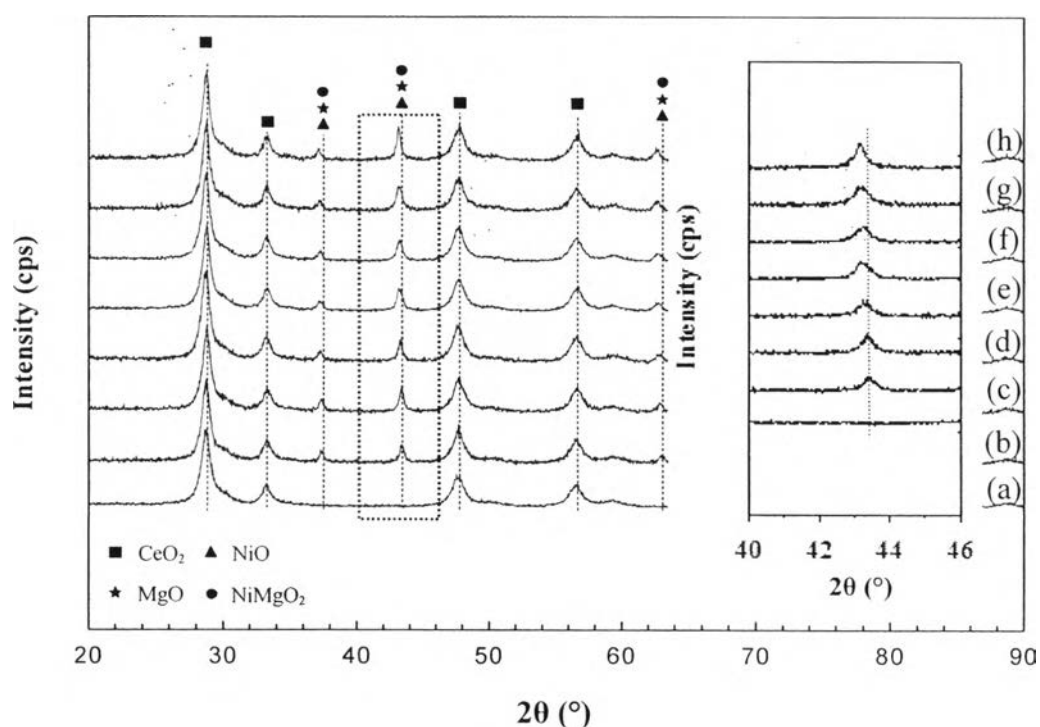 Intensity (cps)
(h)
(g)
(f)
(e)
(d)
(c)
(b)
(a)
Intensity (cps)
40 42 44 46
2θ (°)
■ CeO₂ ▲ NiO
★ MgO ● NiMgO₂
20 30 40 50 60 70 80 90
2θ (°)